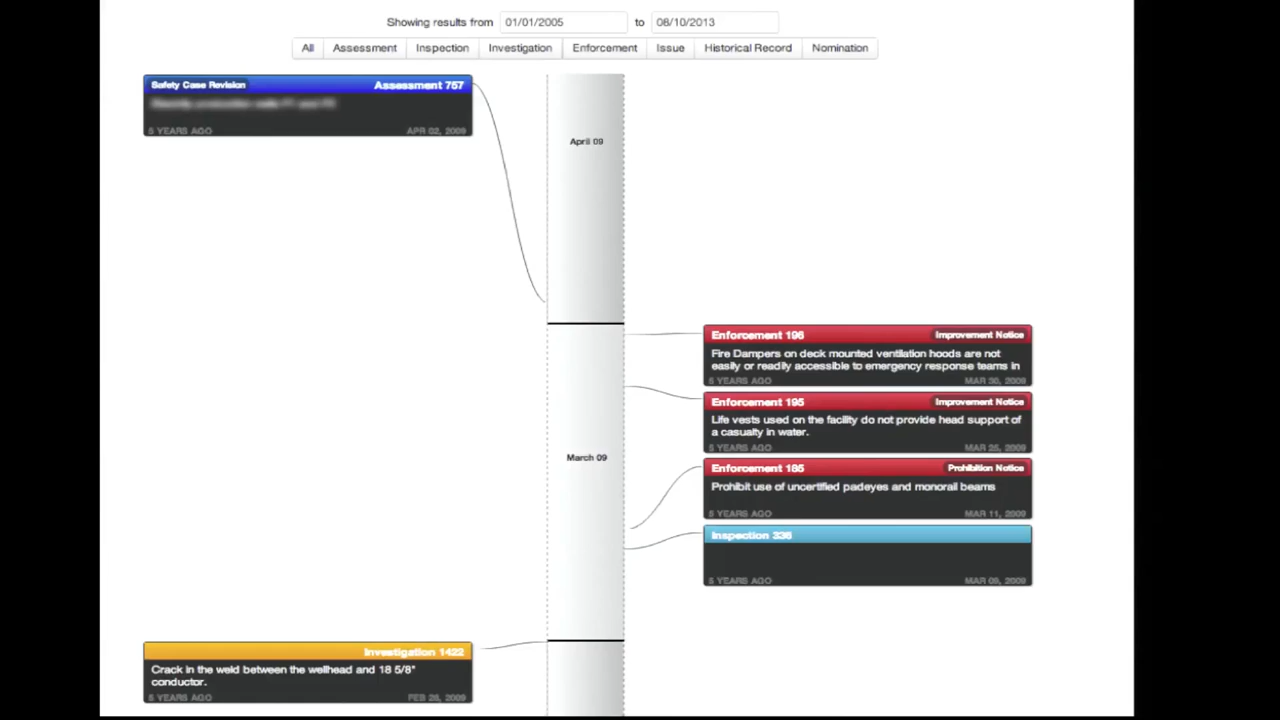 Showing results from 01/01/2005 to 08/10/2013
All Assessment Inspection Investigation Enforcement Issue Historical Record Nomination
Safety Case Revision Assessment 757
5 YEARS AGO APR 02, 2009
April 09
Enforcement 196 Improvement Notice
Fire Dampers on deck mounted ventilation hoods are not
easily or readily accessible to emergency response teams in
5 YEARS AGO MAR 30, 2009
Enforcement 195 Improvement Notice
Life vests used on the facility do not provide head support of
a casualty in water.
5 YEARS AGO MAR 25, 2009
March 09
Enforcement 185 Prohibition Notice
Prohibit use of uncertified padeyes and monorail beams
5 YEARS AGO MAR 11, 2009
Inspection 336
5 YEARS AGO MAR 09, 2009
Investigation 1422
Crack in the weld between the wellhead and 18 5/8"
conductor.
5 YEARS AGO FEB 28, 2009